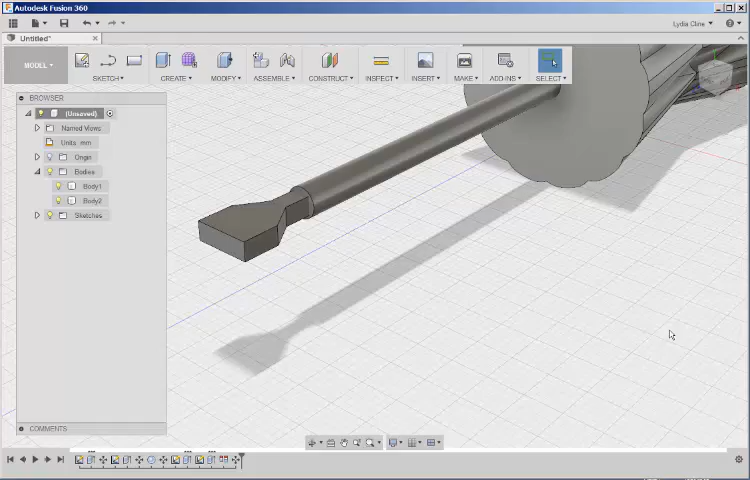 Autodesk Fusion 360
Lydia Cline
Untitled*
MODEL
SKETCH
CREATE
MODIFY
ASSEMBLE
CONSTRUCT
INSPECT
INSERT
MAKE
ADD-INS
SELECT
BROWSER
(Unsaved)
Named Views
Units: mm
Origin
Bodies
Body1
Body2
Sketches
COMMENTS